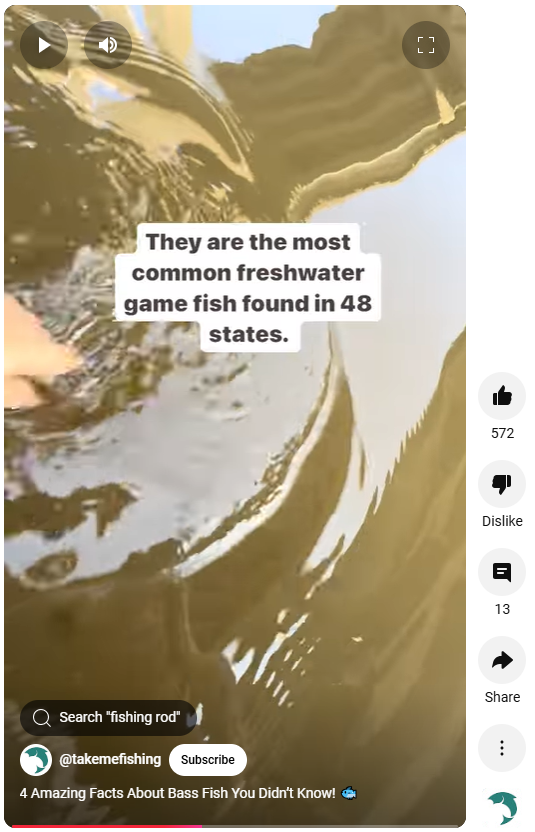 They are the most
common freshwater
game fish found in 48
states.
572
Dislike
13
Share
Search "fishing rod"
@takemefishing
Subscribe
4 Amazing Facts About Bass Fish You Didn't Know! 🐟